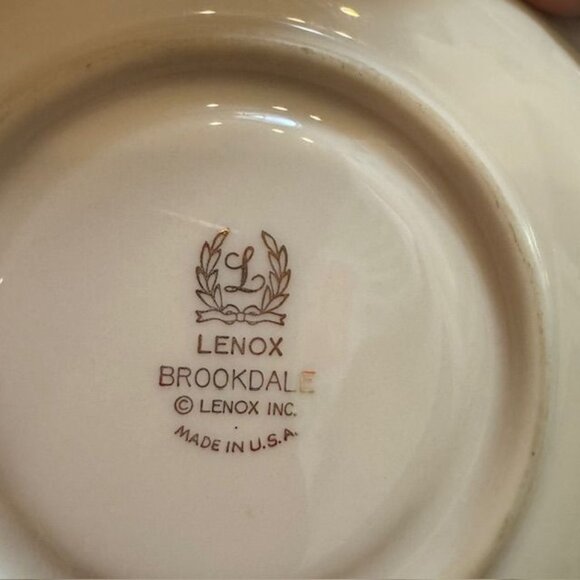 L
LENOX
BROOKDALE
© LENOX INC.
MADE IN U.S.A.